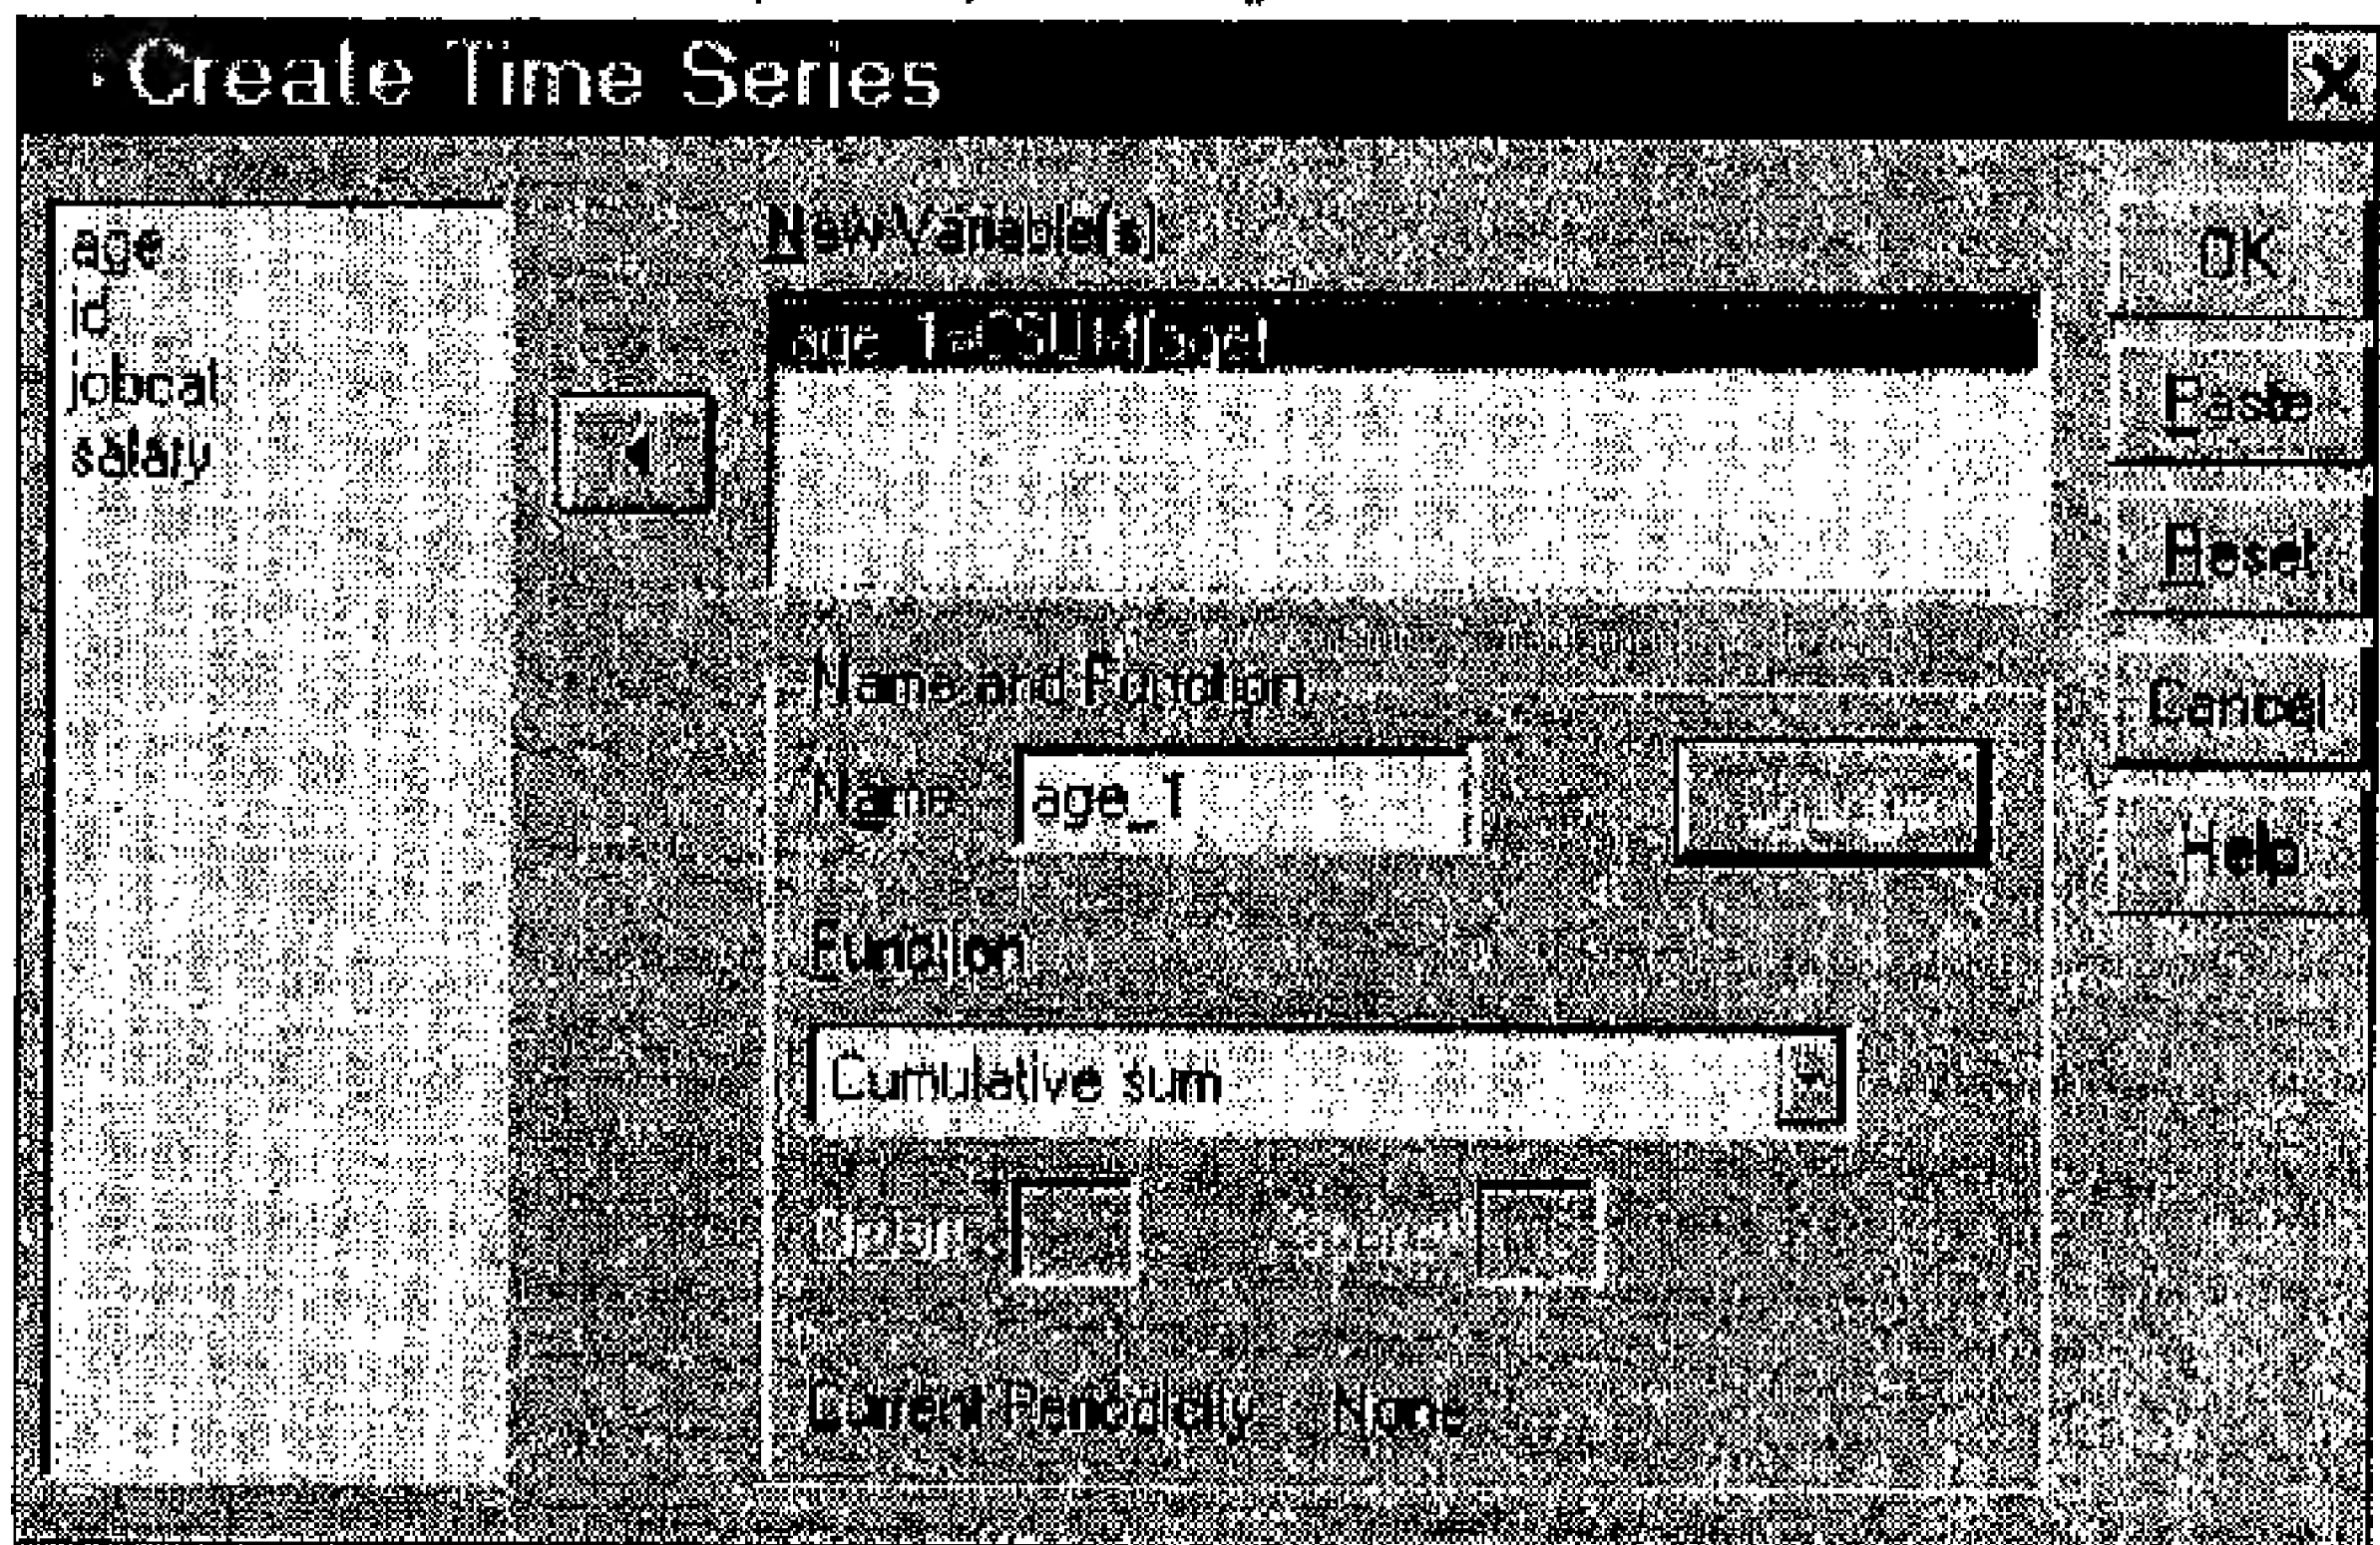 Create Time Series
age
id
jobcat
salary
New Variable(s)
age_1=CSUM(age)
Name and Function
Name age_1
Function
Cumulative sum
Order
Current Periodicity None
OK
Paste
Reset
Cancel
Help